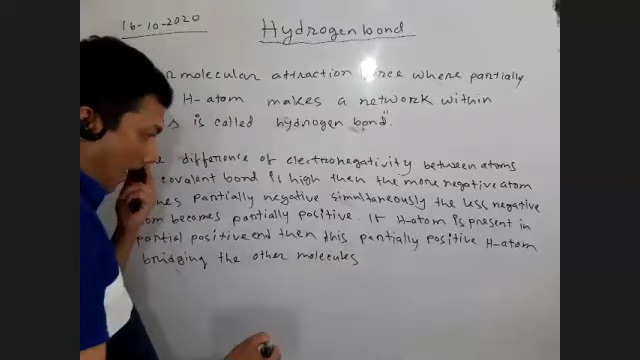 16-10-2020
Hydrogen bond
molecular attraction force where partially
H-atom makes a network within
is called hydrogen bond".
difference of electronegativity between atoms
covalent bond is high then the more negative atom
partially negative simultaneously the less negative
becomes partially positive. If H-atom is present in
partial positive end then this partially positive H-atom
bridging the other molecules